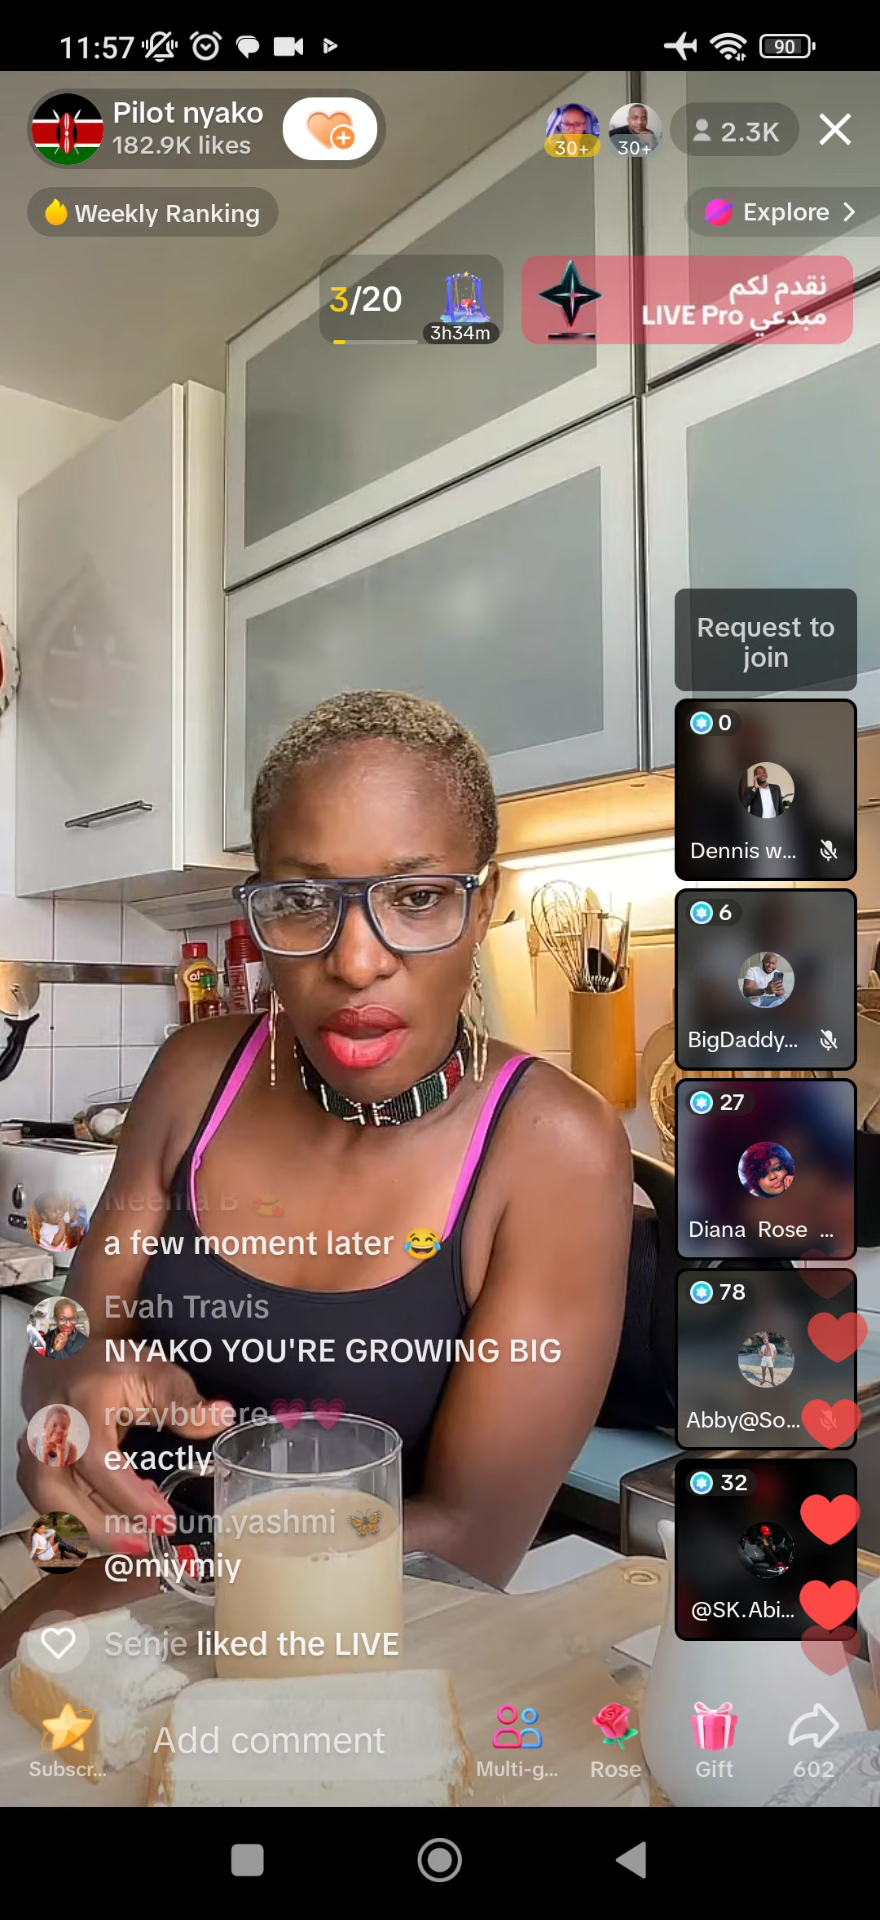 11:57
90
Pilot nyako
182.9K likes
30+
30+
2.3K
Weekly Ranking
Explore
3/20
3h34m
نقدم لكم
مبدعي LIVE Pro
Request to
join
0
Dennis w...
6
BigDaddy...
27
Diana Rose ...
78
Abby@So...
32
@SK.Abi...
Neema B
a few moment later 😂
Evah Travis
NYAKO YOU'RE GROWING BIG
rozybutere💗💗
exactly
marsum.yashmi 🦋
@miymiy
Senje liked the LIVE
Subscr...
Add comment
Multi-g...
Rose
Gift
602